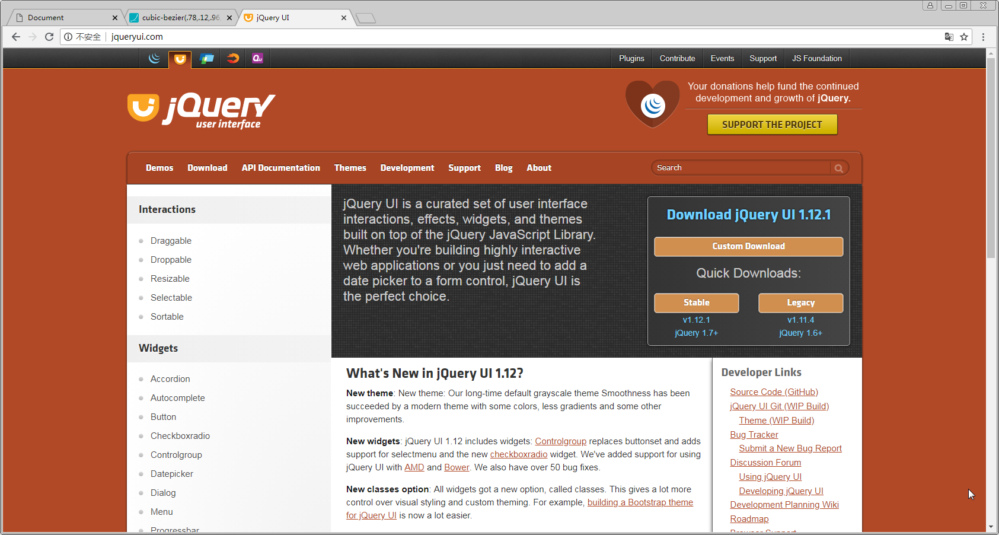 Document
cubic-bezier(.78,.12,.96,
jQuery UI
不安全
jqueryui.com
Qu
Plugins
Contribute
Events
Support
JS Foundation
jQuery
user interface
Your donations help fund the continued
development and growth of jQuery.
SUPPORT THE PROJECT
Demos
Download
API Documentation
Themes
Development
Support
Blog
About
Search
Interactions
Draggable
Droppable
Resizable
Selectable
Sortable
Widgets
Accordion
Autocomplete
Button
Checkboxradio
Controlgroup
Datepicker
Dialog
Menu
Progressbar
jQuery UI is a curated set of user interface
interactions, effects, widgets, and themes
built on top of the jQuery JavaScript Library.
Whether you're building highly interactive
web applications or you just need to add a
date picker to a form control, jQuery UI is
the perfect choice.
Download jQuery UI 1.12.1
Custom Download
Quick Downloads:
Stable
v1.12.1
jQuery 1.7+
Legacy
v1.11.4
jQuery 1.6+
What's New in jQuery UI 1.12?
New theme: New theme: Our long-time default grayscale theme Smoothness has been
succeeded by a modern theme with some colors, less gradients and some other
improvements.
New widgets: jQuery UI 1.12 includes widgets: Controlgroup replaces buttonset and adds
support for selectmenu and the new checkboxradio widget. We've added support for using
jQuery UI with AMD and Bower. We also have over 50 bug fixes.
New classes option: All widgets got a new option, called classes. This gives a lot more
control over visual styling and custom theming. For example, building a Bootstrap theme
for jQuery UI is now a lot easier.
Developer Links
Source Code (GitHub)
jQuery UI Git (WIP Build)
Theme (WIP Build)
Bug Tracker
Submit a New Bug Report
Discussion Forum
Using jQuery UI
Developing jQuery UI
Development Planning Wiki
Roadmap
Browser Support